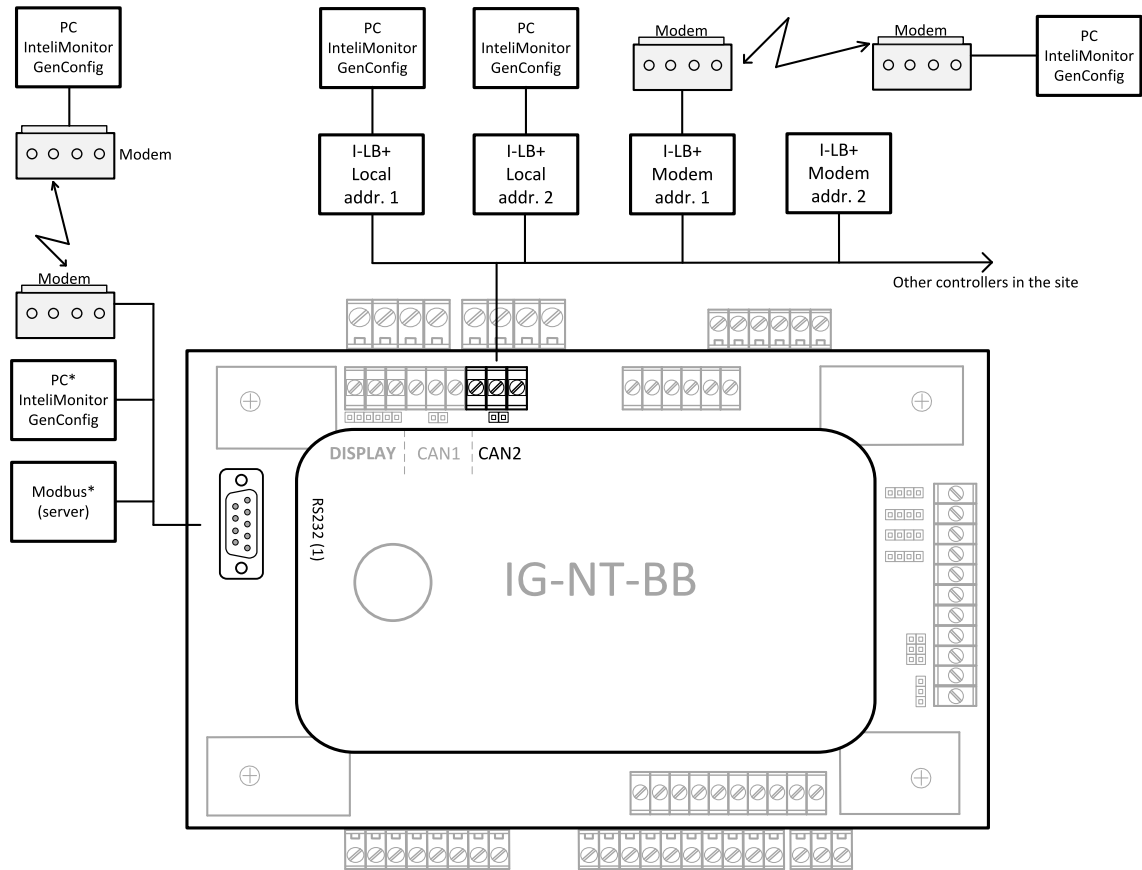 PC
InteliMonitor
GenConfig
PC
InteliMonitor
GenConfig
PC
InteliMonitor
GenConfig
Modem
Modem
PC
InteliMonitor
GenConfig
Modem
I-LB+
Local
addr. 1
I-LB+
Local
addr. 2
I-LB+
Modem
addr. 1
I-LB+
Modem
addr. 2
Modem
Other controllers in the site
PC*
InteliMonitor
GenConfig
DISPLAY CAN1 CAN2
Modbus*
(server)
RS232 (1)
IG-NT-BB